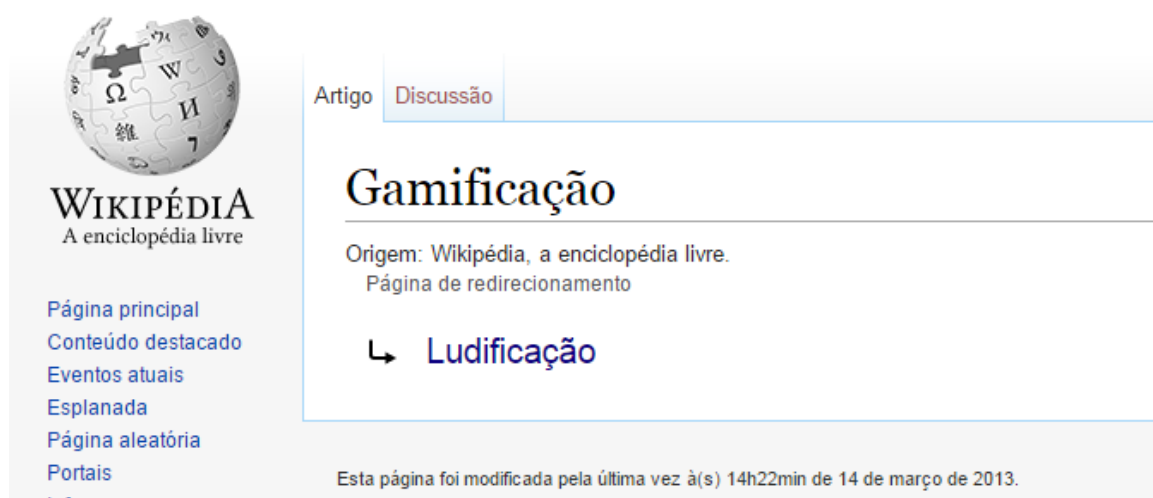 WIKIPÉDIA
A enciclopédia livre
Página principal
Conteúdo destacado
Eventos atuais
Esplanada
Página aleatória
Portais
Artigo Discussão
Gamificação
Origem: Wikipédia, a enciclopédia livre.
Página de redirecionamento
Ludificação
Esta página foi modificada pela última vez à(s) 14h22min de 14 de março de 2013.